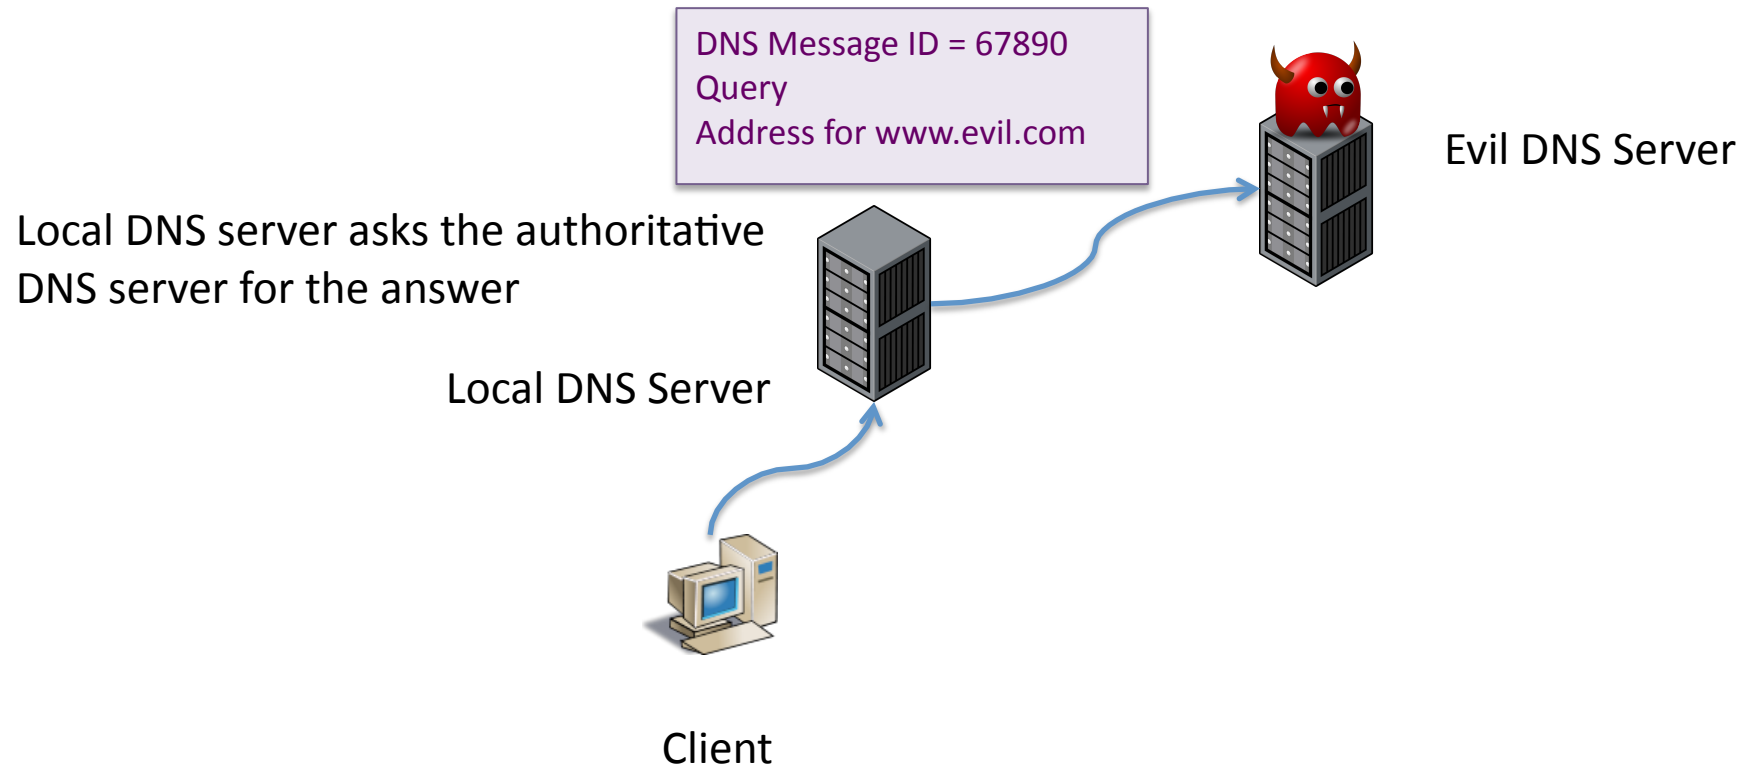 DNS Message ID = 67890
Query
Address for www.evil.com
Evil DNS Server
Local DNS server asks the authoritative
DNS server for the answer
Local DNS Server
Client